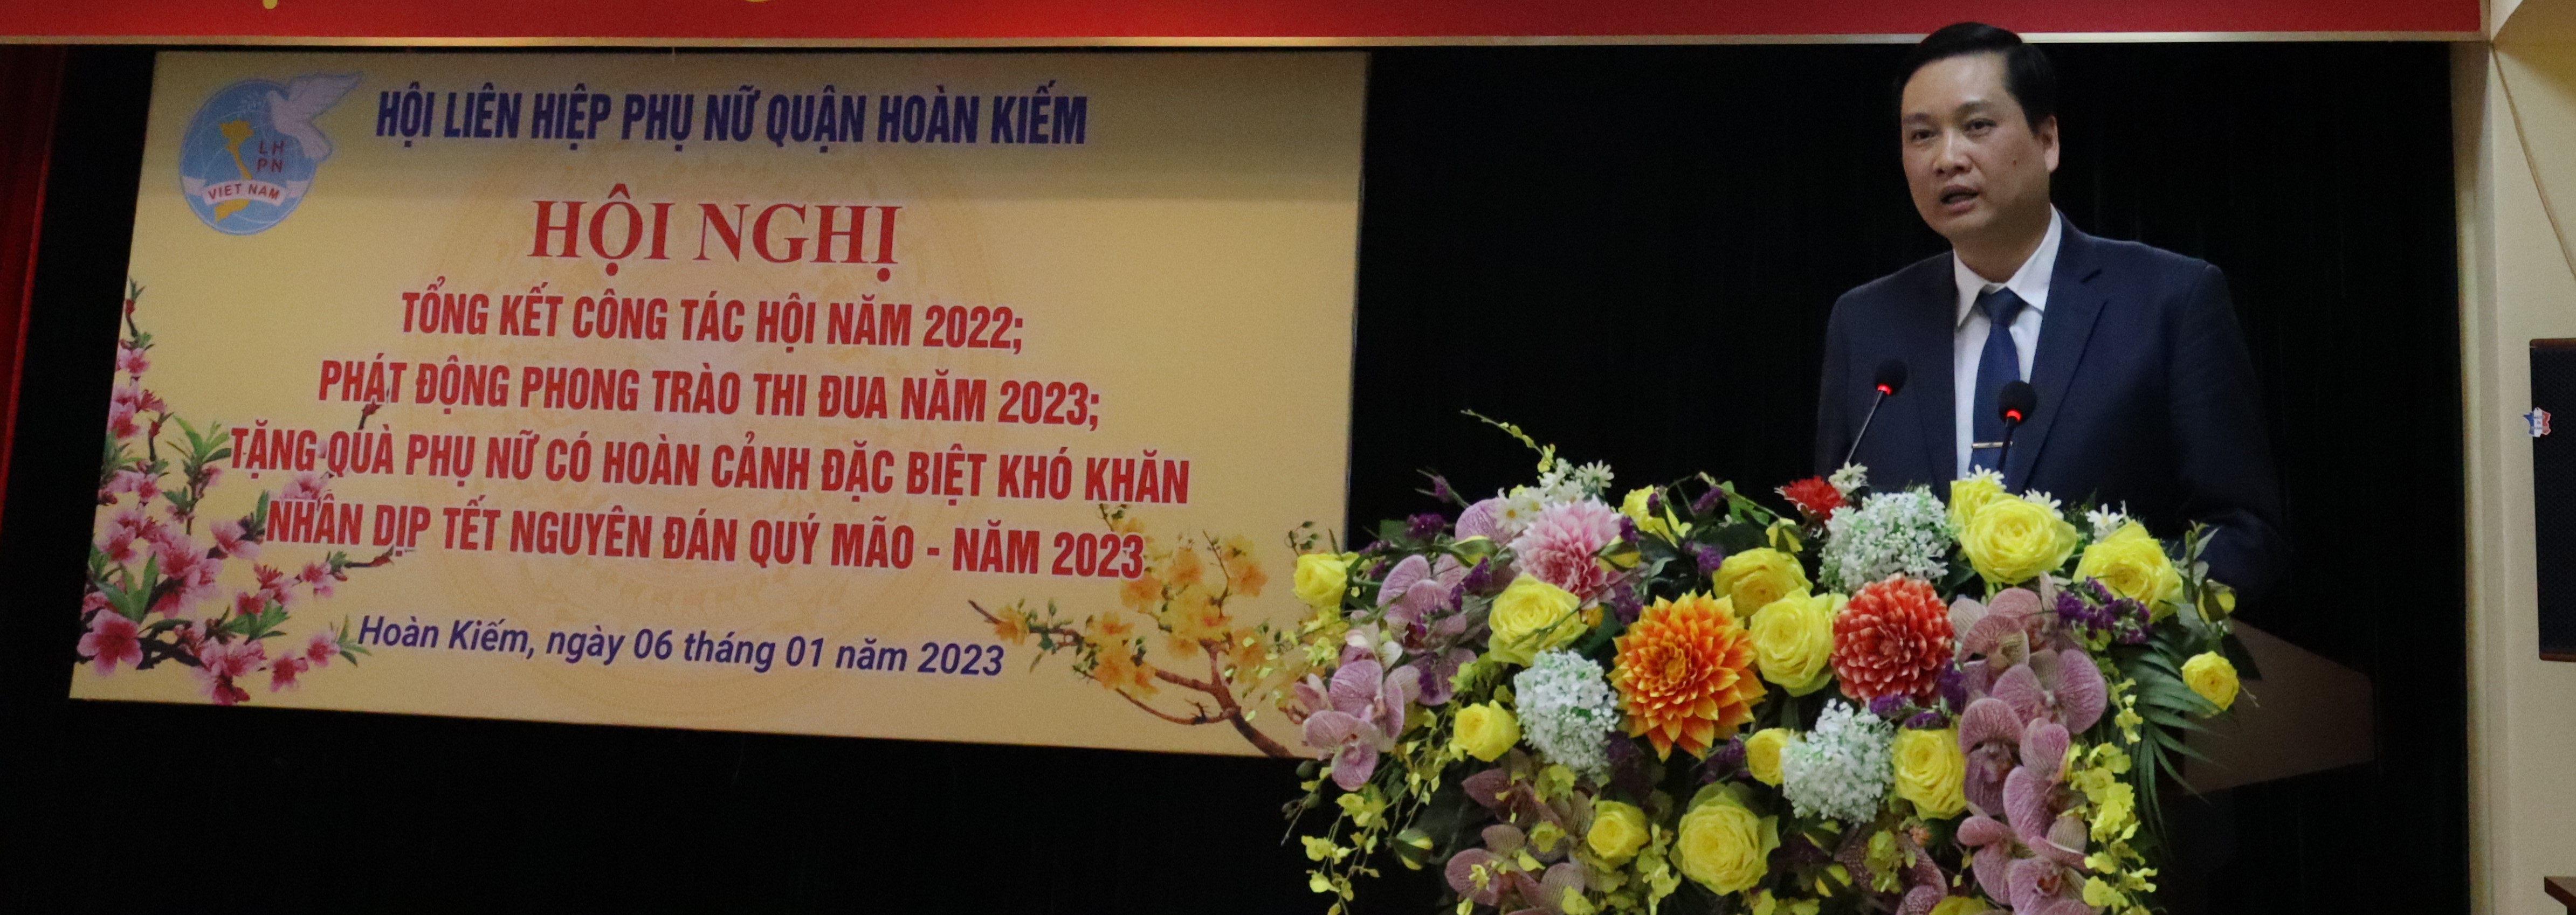 HỘI LIÊN HIỆP PHỤ NỮ QUẬN HOÀN KIẾM
LH
PN
VIET NAM
HỘI NGHỊ
TỔNG KẾT CÔNG TÁC HỘI NĂM 2022;
PHÁT ĐỘNG PHONG TRÀO THI ĐUA NĂM 2023;
TẶNG QUÀ PHỤ NỮ CÓ HOÀN CẢNH ĐẶC BIỆT KHÓ KHĂN
NHÂN DỊP TẾT NGUYÊN ĐÁN QUÝ MÃO - NĂM 2023
Hoàn Kiếm, ngày 06 tháng 01 năm 2023